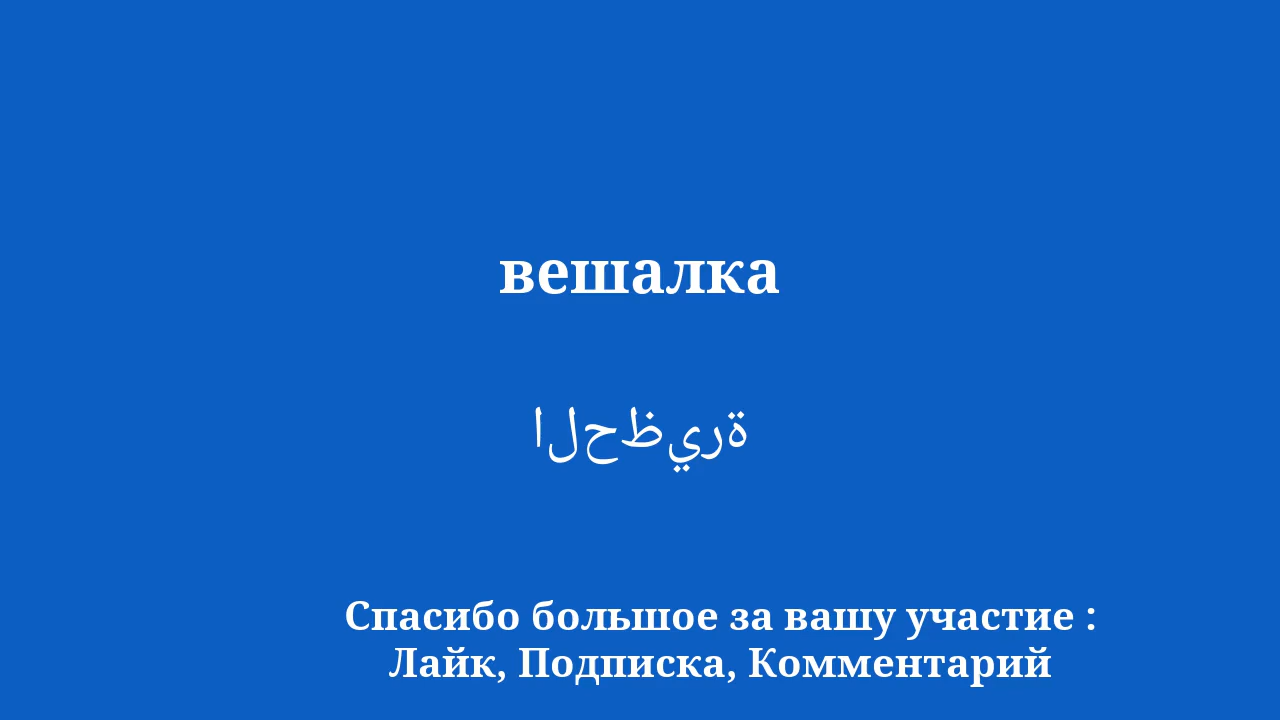 вешалка
الحظيرة
Спасибо большое за вашу участие :
Лайк, Подписка, Комментарий